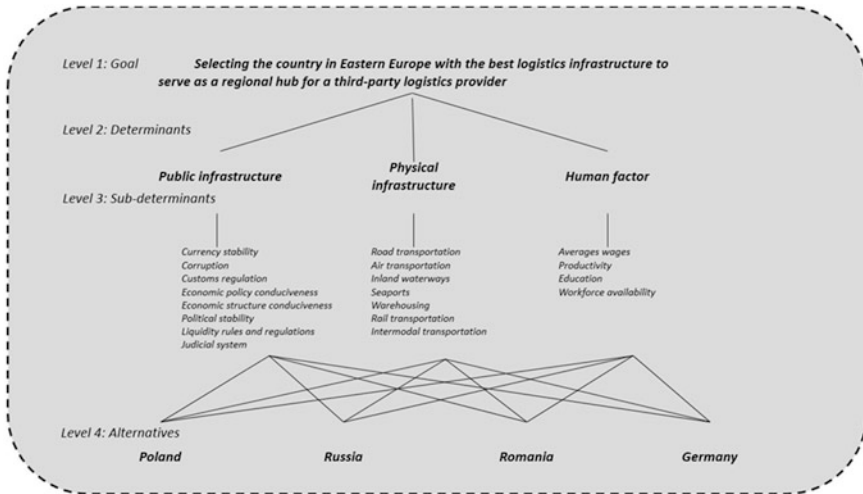 Level 1: Goal
Selecting the country in Eastern Europe with the best logistics infrastructure to
serve as a regional hub for a third-party logistics provider
Level 2: Determinants
Public infrastructure
Physical
infrastructure
Human factor
Level 3: Sub-determinants
Currency stability
Corruption
Customs regulation
Economic policy conduciveness
Economic structure conduciveness
Political stability
Liquidity rules and regulations
Judicial system
Road transportation
Air transportation
Inland waterways
Seaports
Warehousing
Rail transportation
Intermodal transportation
Averages wages
Productivity
Education
Workforce availability
Level 4: Alternatives
Poland
Russia
Romania
Germany